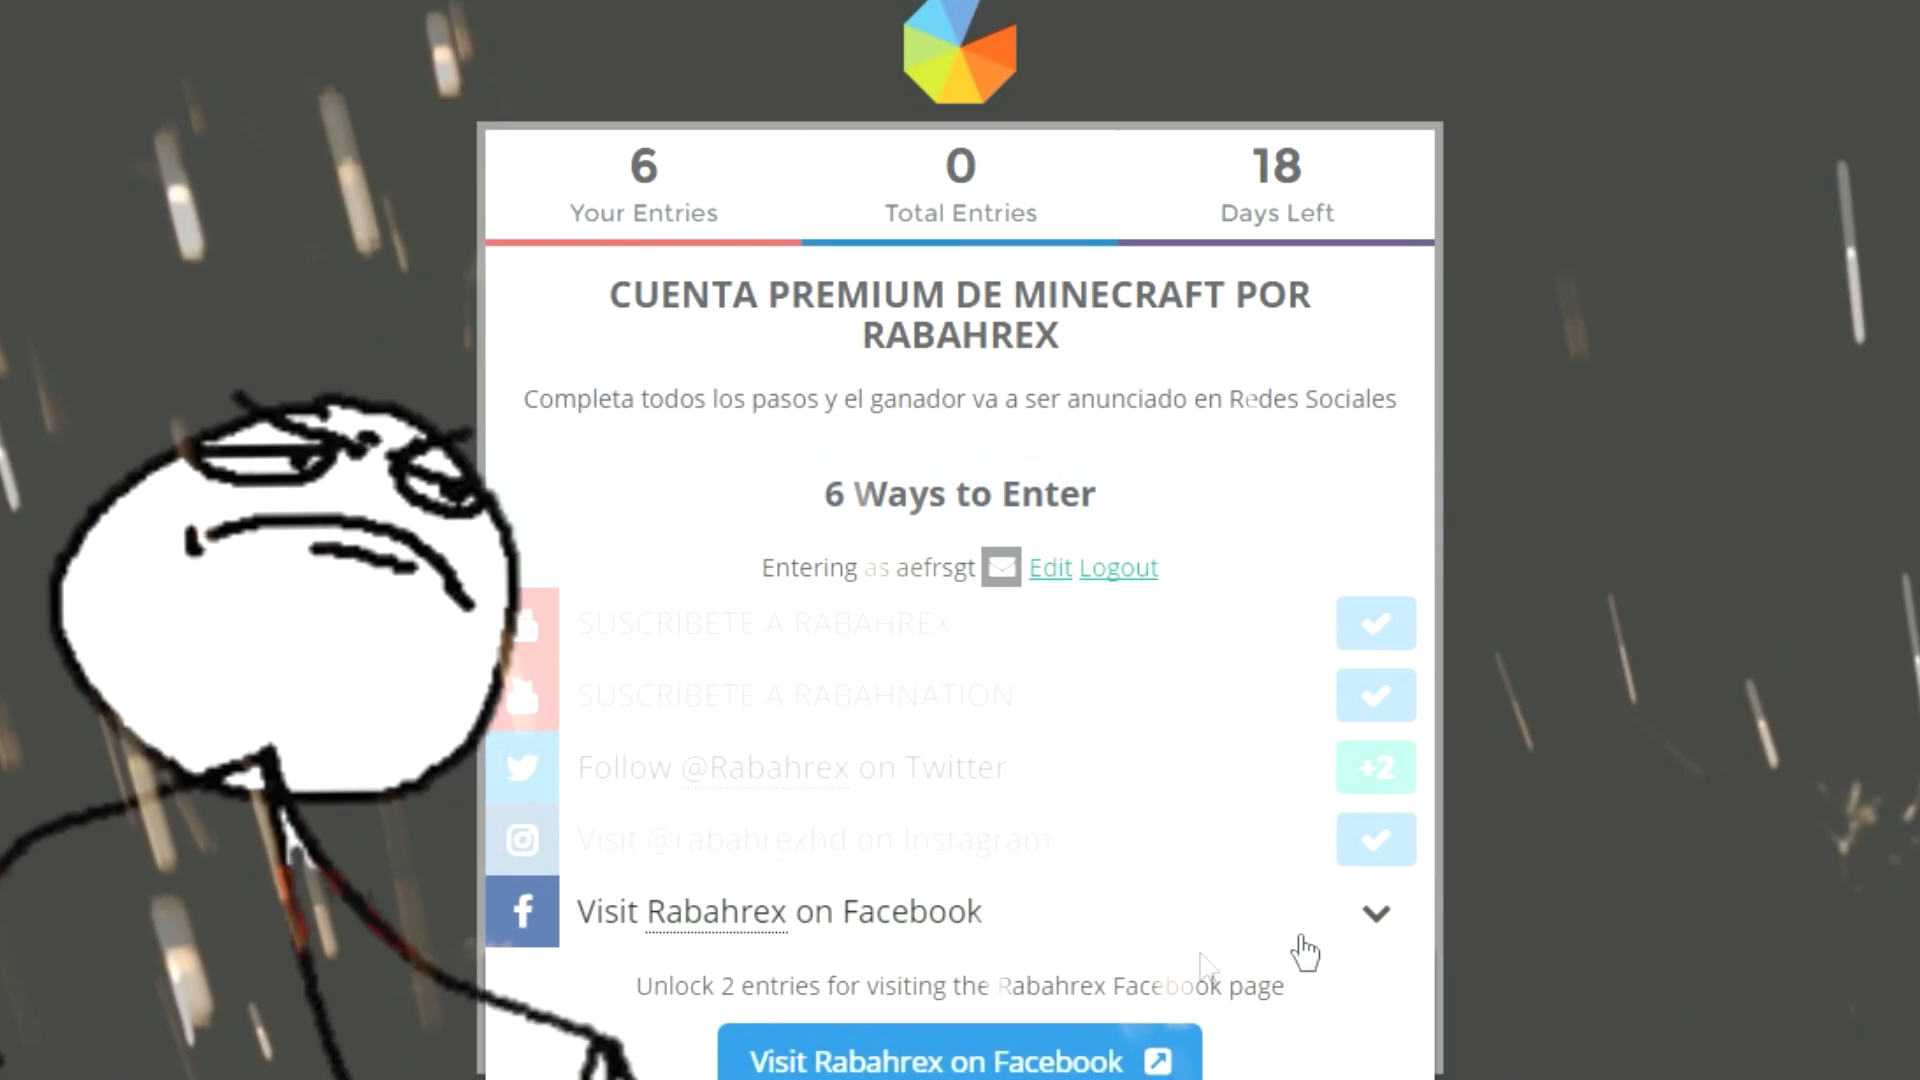 6 0 18
Your Entries Total Entries Days Left
CUENTA PREMIUM DE MINECRAFT POR
RABAHREX
Completa todos los pasos y el ganador va a ser anunciado en Redes Sociales
6 Ways to Enter
Entering as aefrsgt Edit Logout
SUSCRÍBETE A RABAHREX
SUSCRÍBETE A RABAHNATION
Follow @Rabahrex on Twitter +2
Visit @rabahrexhd on Instagram
Visit Rabahrex on Facebook
Unlock 2 entries for visiting the Rabahrex Facebook page
Visit Rabahrex on Facebook